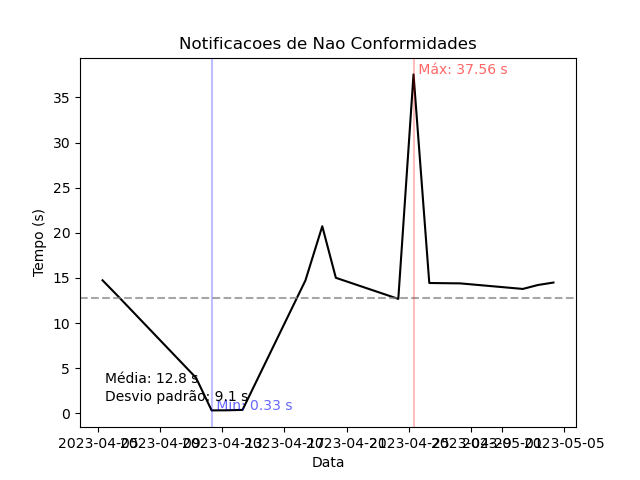 Notificacoes de Nao Conformidades
Máx: 37.56 s
35
30
25
20
15
10
5
0
Tempo (s)
Média: 12.8 s
Desvio padrão: 9.1 s
Min: 0.33 s
2023-04-05 2023-04-09 2023-04-13 2023-04-17 2023-04-21 2023-04-25 2023-04-29 2023-05-01 2023-05-05
Data